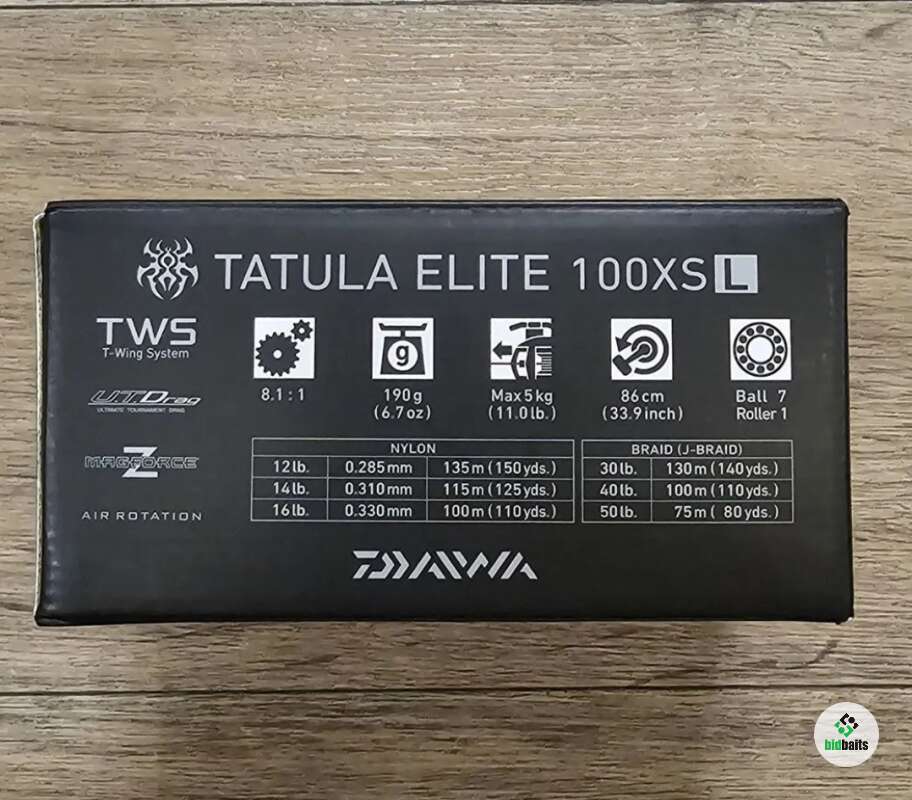 TATULA ELITE 100XS L
TWS
T-Wing System
UTDrag
ULTIMATE TOURNAMENT DRAG
MAGFORCE Z
AIR ROTATION
8.1 : 1
190g
(6.7oz)
g
Max5kg
(11.0lb.)
86cm
(33.9inch)
Ball 7
Roller 1
NYLON
12lb. 0.285mm 135m (150yds.)
14lb. 0.310mm 115m (125yds.)
16lb. 0.330mm 100m (110yds.)
BRAID (J-BRAID)
30lb. 130m (140yds.)
40lb. 100m (110yds.)
50lb. 75m ( 80yds.)
DAIWA
bidbaits